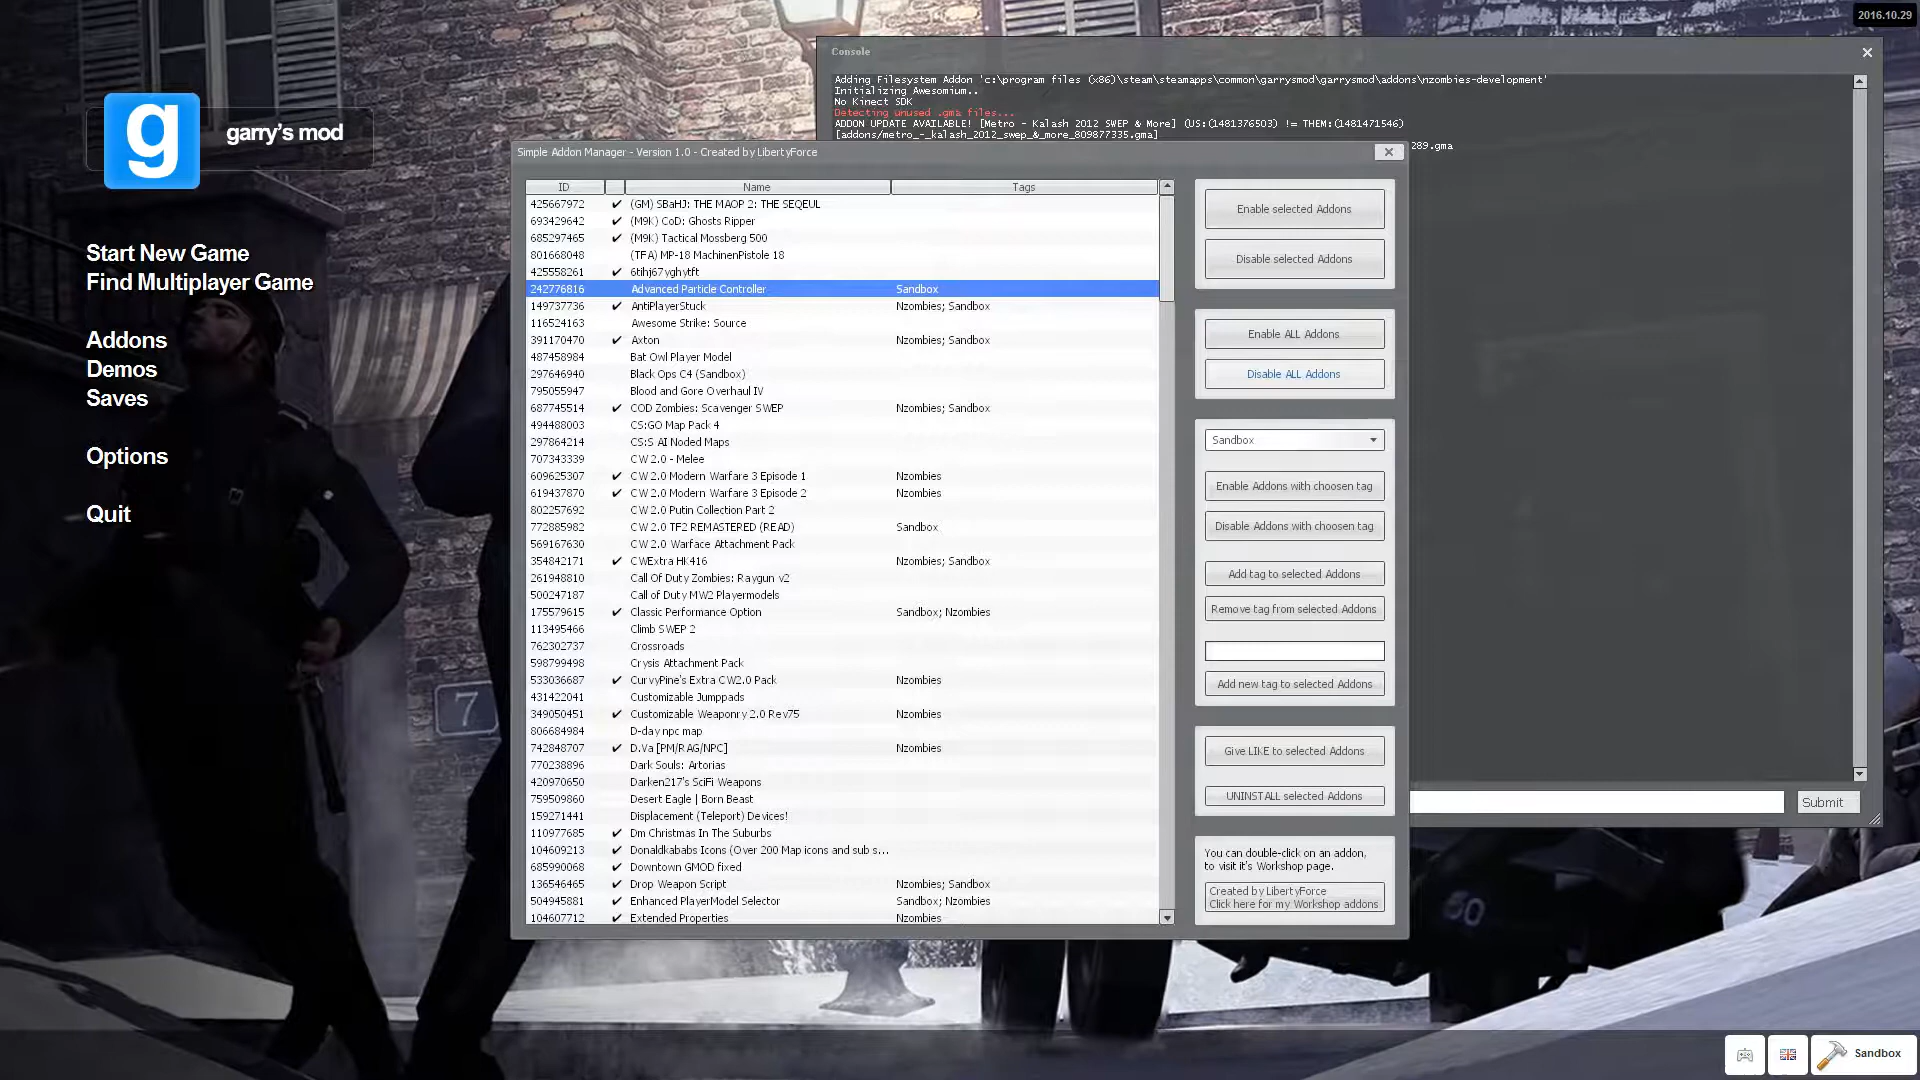 2016.10.29
Console
Adding Filesystem Addon 'c:\program files (x86)\steam\steamapps\common\garrysmod\garrysmod\addons\nzombies-development'
Initializing Awesomium..
No Kinect SDK
Detecting unused .gma files...
ADDON UPDATE AVAILABLE! [Metro - Kalash 2012 SWEP & More] (US:(1481376503) != THEM:(1481471546)
[addons/metro_-_kalash_2012_swep_&_more_809877335.gma]
289.gma
g garry's mod
Start New Game
Find Multiplayer Game
Addons
Demos
Saves
Options
Quit
Simple Addon Manager - Version 1.0 - Created by LibertyForce
ID Name Tags
425667972 ✔ (GM) SBaHJ: THE MAOP 2: THE SEQEUL
693429642 ✔ (M9K) CoD: Ghosts Ripper
685297465 ✔ (M9K) Tactical Mossberg 500
801668048 (TFA) MP-18 MachinenPistole 18
425558261 ✔ 6tihj67yghytft
242776816 Advanced Particle Controller Sandbox
149737736 ✔ AntiPlayerStuck Nzombies; Sandbox
116524163 Awesome Strike: Source
391170470 ✔ Axton Nzombies; Sandbox
487458984 Bat Owl Player Model
297646940 Black Ops C4 (Sandbox)
795055947 Blood and Gore Overhaul IV
687745514 ✔ COD Zombies: Scavenger SWEP Nzombies; Sandbox
494488003 CS:GO Map Pack 4
297864214 CS:S AI Noded Maps
707343339 CW 2.0 - Melee
609625307 ✔ CW 2.0 Modern Warfare 3 Episode 1 Nzombies
619437870 ✔ CW 2.0 Modern Warfare 3 Episode 2 Nzombies
802257692 CW 2.0 Putin Collection Part 2
772885982 CW 2.0 TF2 REMASTERED (READ) Sandbox
569167630 CW 2.0 Warface Attachment Pack
354842171 ✔ CWExtra HK416 Nzombies; Sandbox
261948810 Call Of Duty Zombies: Raygun v2
500247187 Call of Duty MW2 Playermodels
175579615 ✔ Classic Performance Option Sandbox; Nzombies
113495466 Climb SWEP 2
762302737 Crossroads
598799498 Crysis Attachment Pack
533036687 ✔ CurvyPine's Extra CW2.0 Pack Nzombies
431422041 Customizable Jumppads
349050451 ✔ Customizable Weaponry 2.0 Rev75 Nzombies
806684984 D-day npc map
742848707 ✔ D.Va [PM/RAG/NPC] Nzombies
770238896 Dark Souls: Artorias
420970650 Darken217's SciFi Weapons
759509860 Desert Eagle | Born Beast
159271441 Displacement (Teleport) Devices!
110977685 ✔ Dm Christmas In The Suburbs
104609213 ✔ Donaldkababs Icons (Over 200 Map icons and sub s...
685990068 ✔ Downtown GMOD fixed
136546465 ✔ Drop Weapon Script Nzombies; Sandbox
504945881 ✔ Enhanced PlayerModel Selector Sandbox; Nzombies
104607712 ✔ Extended Properties Nzombies
Enable selected Addons
Disable selected Addons
Enable ALL Addons
Disable ALL Addons
Sandbox
Enable Addons with choosen tag
Disable Addons with choosen tag
Add tag to selected Addons
Remove tag from selected Addons
Add new tag to selected Addons
Give LIKE to selected Addons
UNINSTALL selected Addons
You can double-click on an addon,
to visit it's Workshop page.
Created by LibertyForce
Click here for my Workshop addons
Submit
7
50
Sandbox